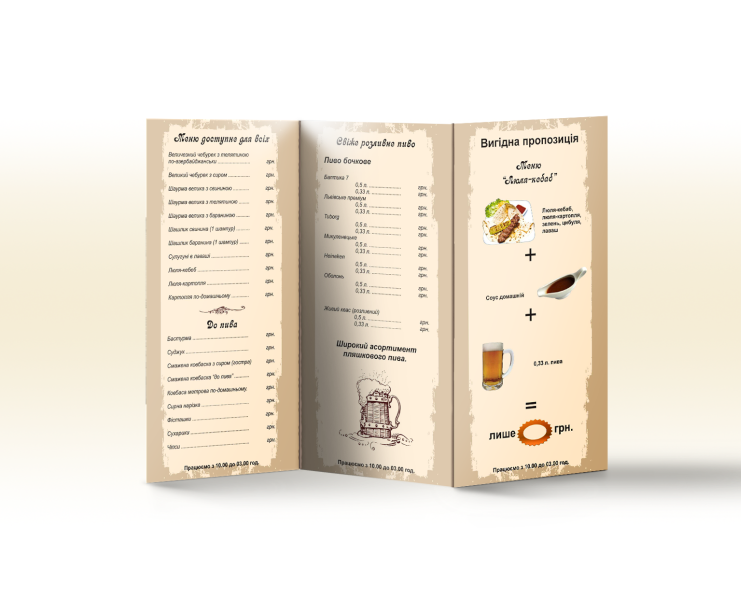 Меню доступне для всіх
Величезний чебурек з телятиною
по-азербайджанськи ............ грн.
Великий чебурек з сиром ............ грн.
Шаурма велика з свининою ............ грн.
Шаурма велика з телятиною ............ грн.
Шаурма велика з бараниною ............ грн.
Шашлик свинина (1 шампур) ............ грн.
Шашлик баранина (1 шампур) ............ грн.
Сулугуні в лаваші ............ грн.
Люля-кебаб ............ грн.
Люля картопля ............ грн.
Картопля по-домашньому ............ грн.
До пива
Бастурма ............ грн.
Суджук ............ грн.
Смажена ковбаска з сиром (гостра) грн.
Смажена ковбаска "до пива" ............ грн.
Ковбаса метрова по-домашньому, грн.
Сирна нарізка ............ грн.
Фісташки ............ грн.
Сухарики ............ грн.
Чіпси ............ грн.
Працюємо з 10.00 до 03.00 год.
Свіже розливне пиво
Пиво бочкове
Балтика 7
0,5 л. ............ грн.
0,33 л. ............ грн.
Львівське преміум
0,5 л. ............ грн.
0,33 л. ............ грн.
Tuborg
0,5 л. ............ грн.
0,33 л. ............ грн.
Микулинецьке
0,5 л. ............ грн.
0,33 л. ............ грн.
Heineken
0,5 л. ............ грн.
0,33 л. ............ грн.
Оболонь
0,5 л. ............ грн.
0,33 л. ............ грн.
Живий квас (розливний)
0,5 л. ............ грн.
0,33 л. ............ грн.
Широкий асортимент
пляшкового пива.
Працюємо з 10.00 до 03.00 год.
Вигідна пропозиція
Меню
"Люля-кебаб"
Люля-кебаб,
люля-картопля,
зелень, цибуля,
лаваш
+
Соус домашній
+
0,33 л. пива
=
лише грн.
Працюємо з 10.00 до 03.00 год.